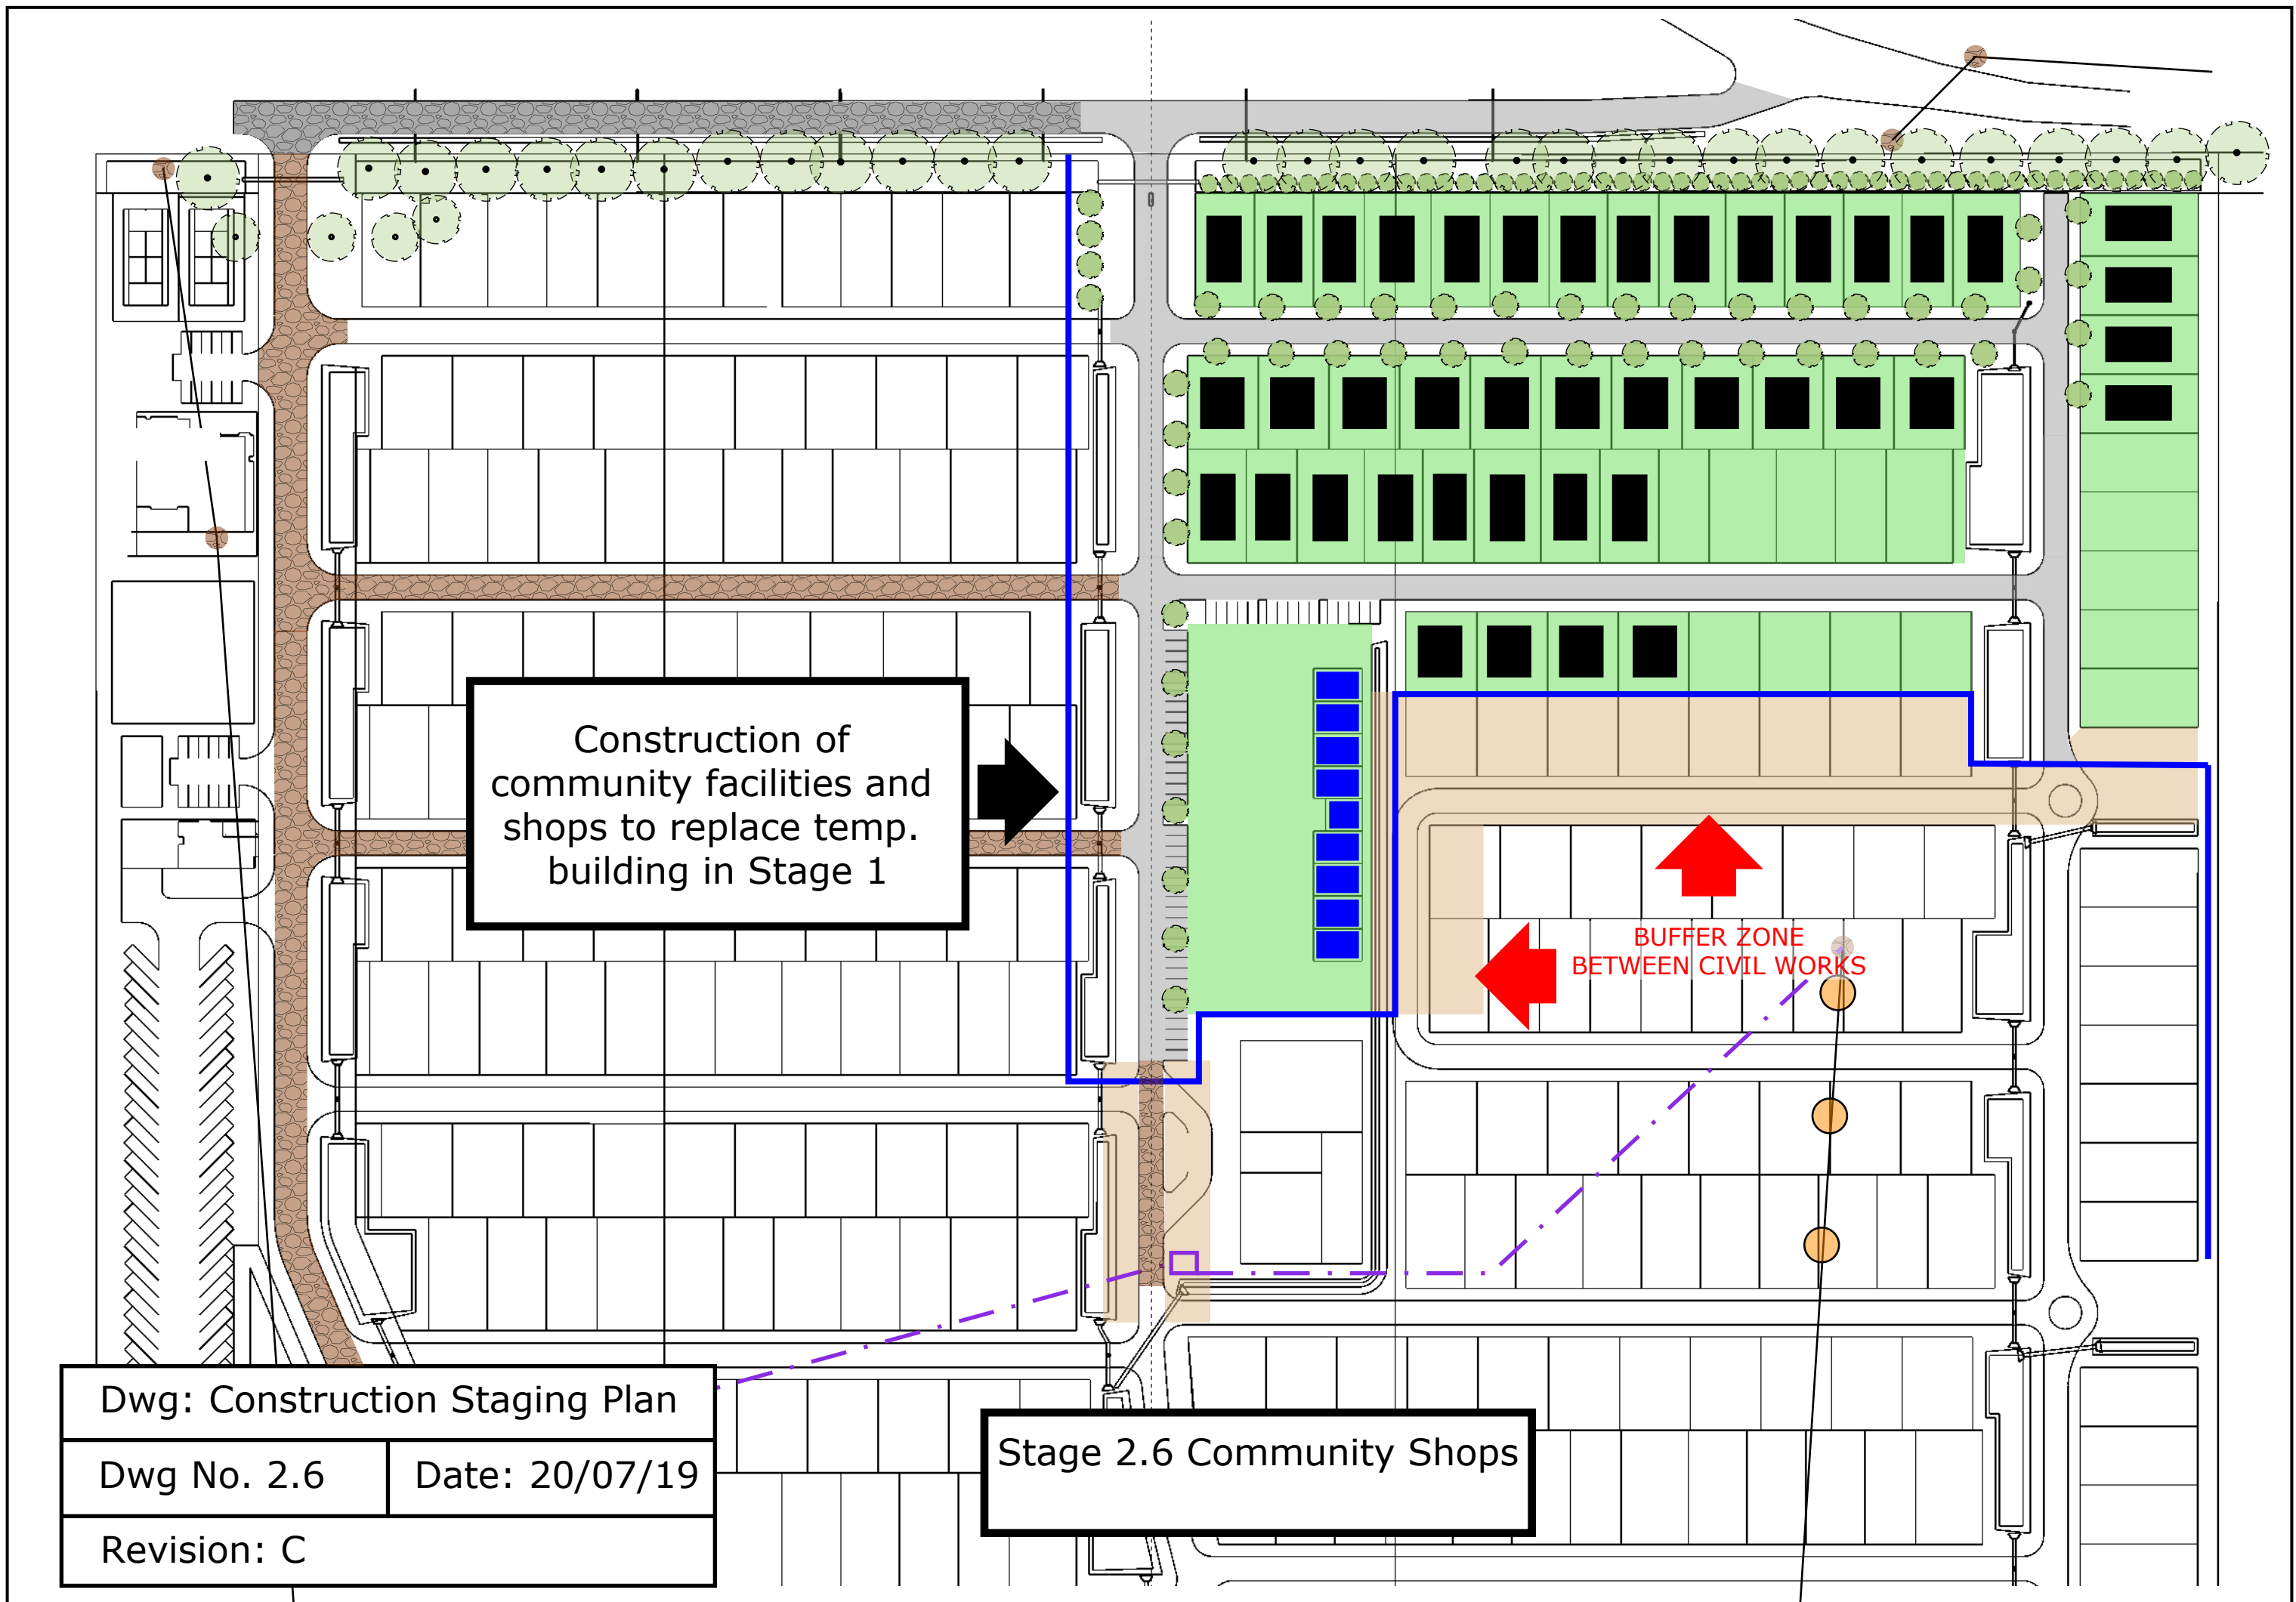 Construction of
community facilities and
shops to replace temp.
building in Stage 1
BUFFER ZONE
BETWEEN CIVIL WORKS
Dwg: Construction Staging Plan
Dwg No. 2.6
Date: 20/07/19
Revision: C
Stage 2.6 Community Shops